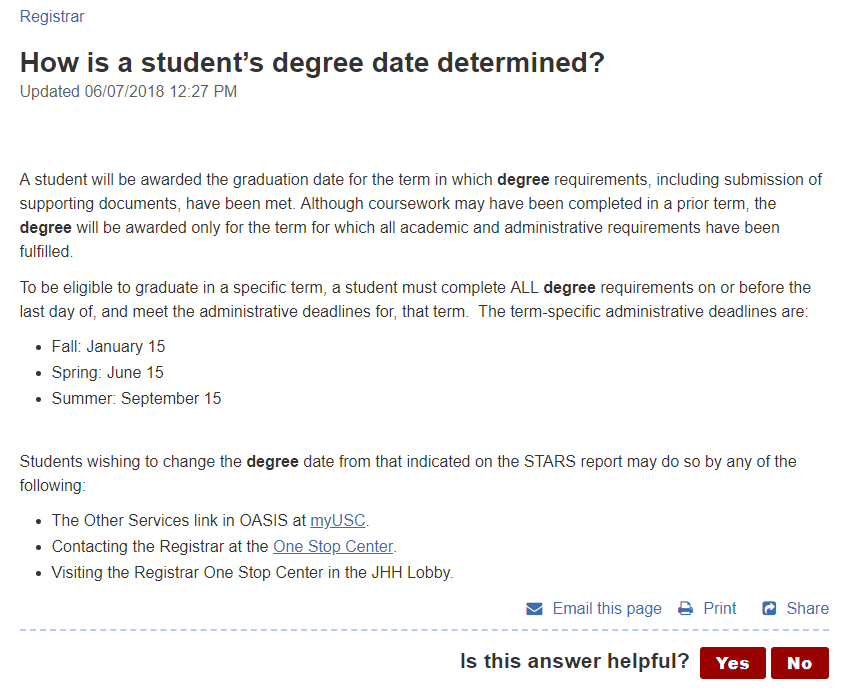 Registrar
How is a student’s degree date determined?
Updated 06/07/2018 12:27 PM
A student will be awarded the graduation date for the term in which degree requirements, including submission of
supporting documents, have been met. Although coursework may have been completed in a prior term, the
degree will be awarded only for the term for which all academic and administrative requirements have been
fulfilled.
To be eligible to graduate in a specific term, a student must complete ALL degree requirements on or before the
last day of, and meet the administrative deadlines for, that term.  The term-specific administrative deadlines are:
• Fall: January 15
• Spring: June 15
• Summer: September 15
Students wishing to change the degree date from that indicated on the STARS report may do so by any of the
following:
• The Other Services link in OASIS at myUSC.
• Contacting the Registrar at the One Stop Center.
• Visiting the Registrar One Stop Center in the JHH Lobby.
Email this page Print Share
Is this answer helpful? Yes No